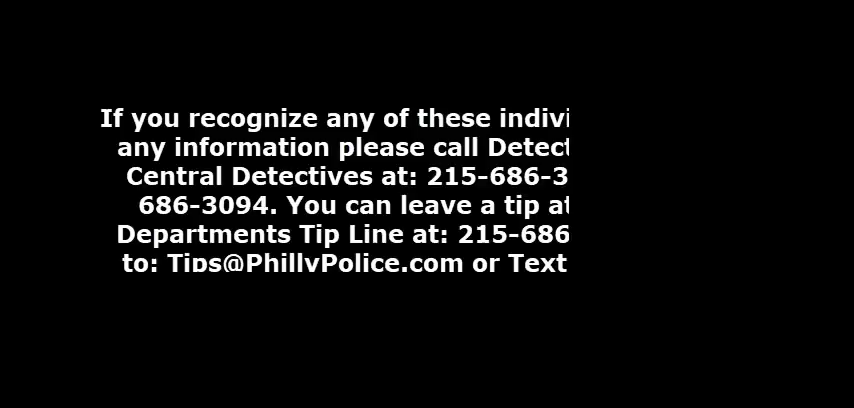 If you recognize any of these indivi
any information please call Detect
Central Detectives at: 215-686-3
686-3094. You can leave a tip at
Departments Tip Line at: 215-686
to: Tips@PhillyPolice.com or Text